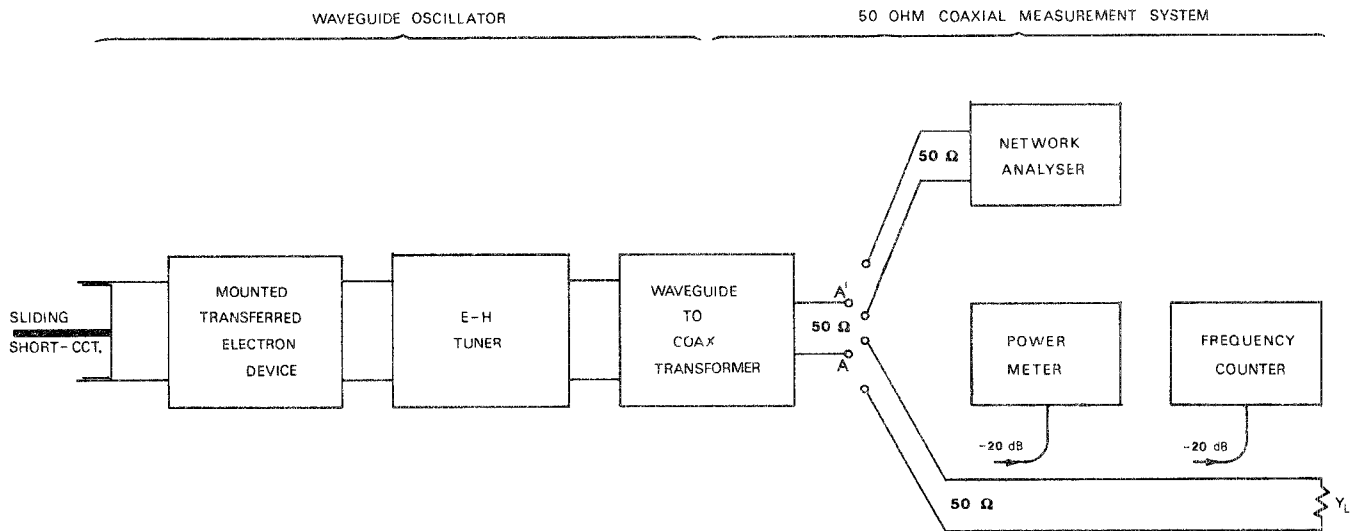 WAVEGUIDE OSCILLATOR
50 OHM COAXIAL MEASUREMENT SYSTEM
SLIDING
SHORT-CCT.
MOUNTED
TRANSFERRED
ELECTRON
DEVICE
E-H
TUNER
WAVEGUIDE
TO
COAX
TRANSFORMER
A'
50 Ω
A
50 Ω
NETWORK
ANALYSER
POWER
METER
FREQUENCY
COUNTER
-20 dB
-20 dB
50 Ω
Y_L